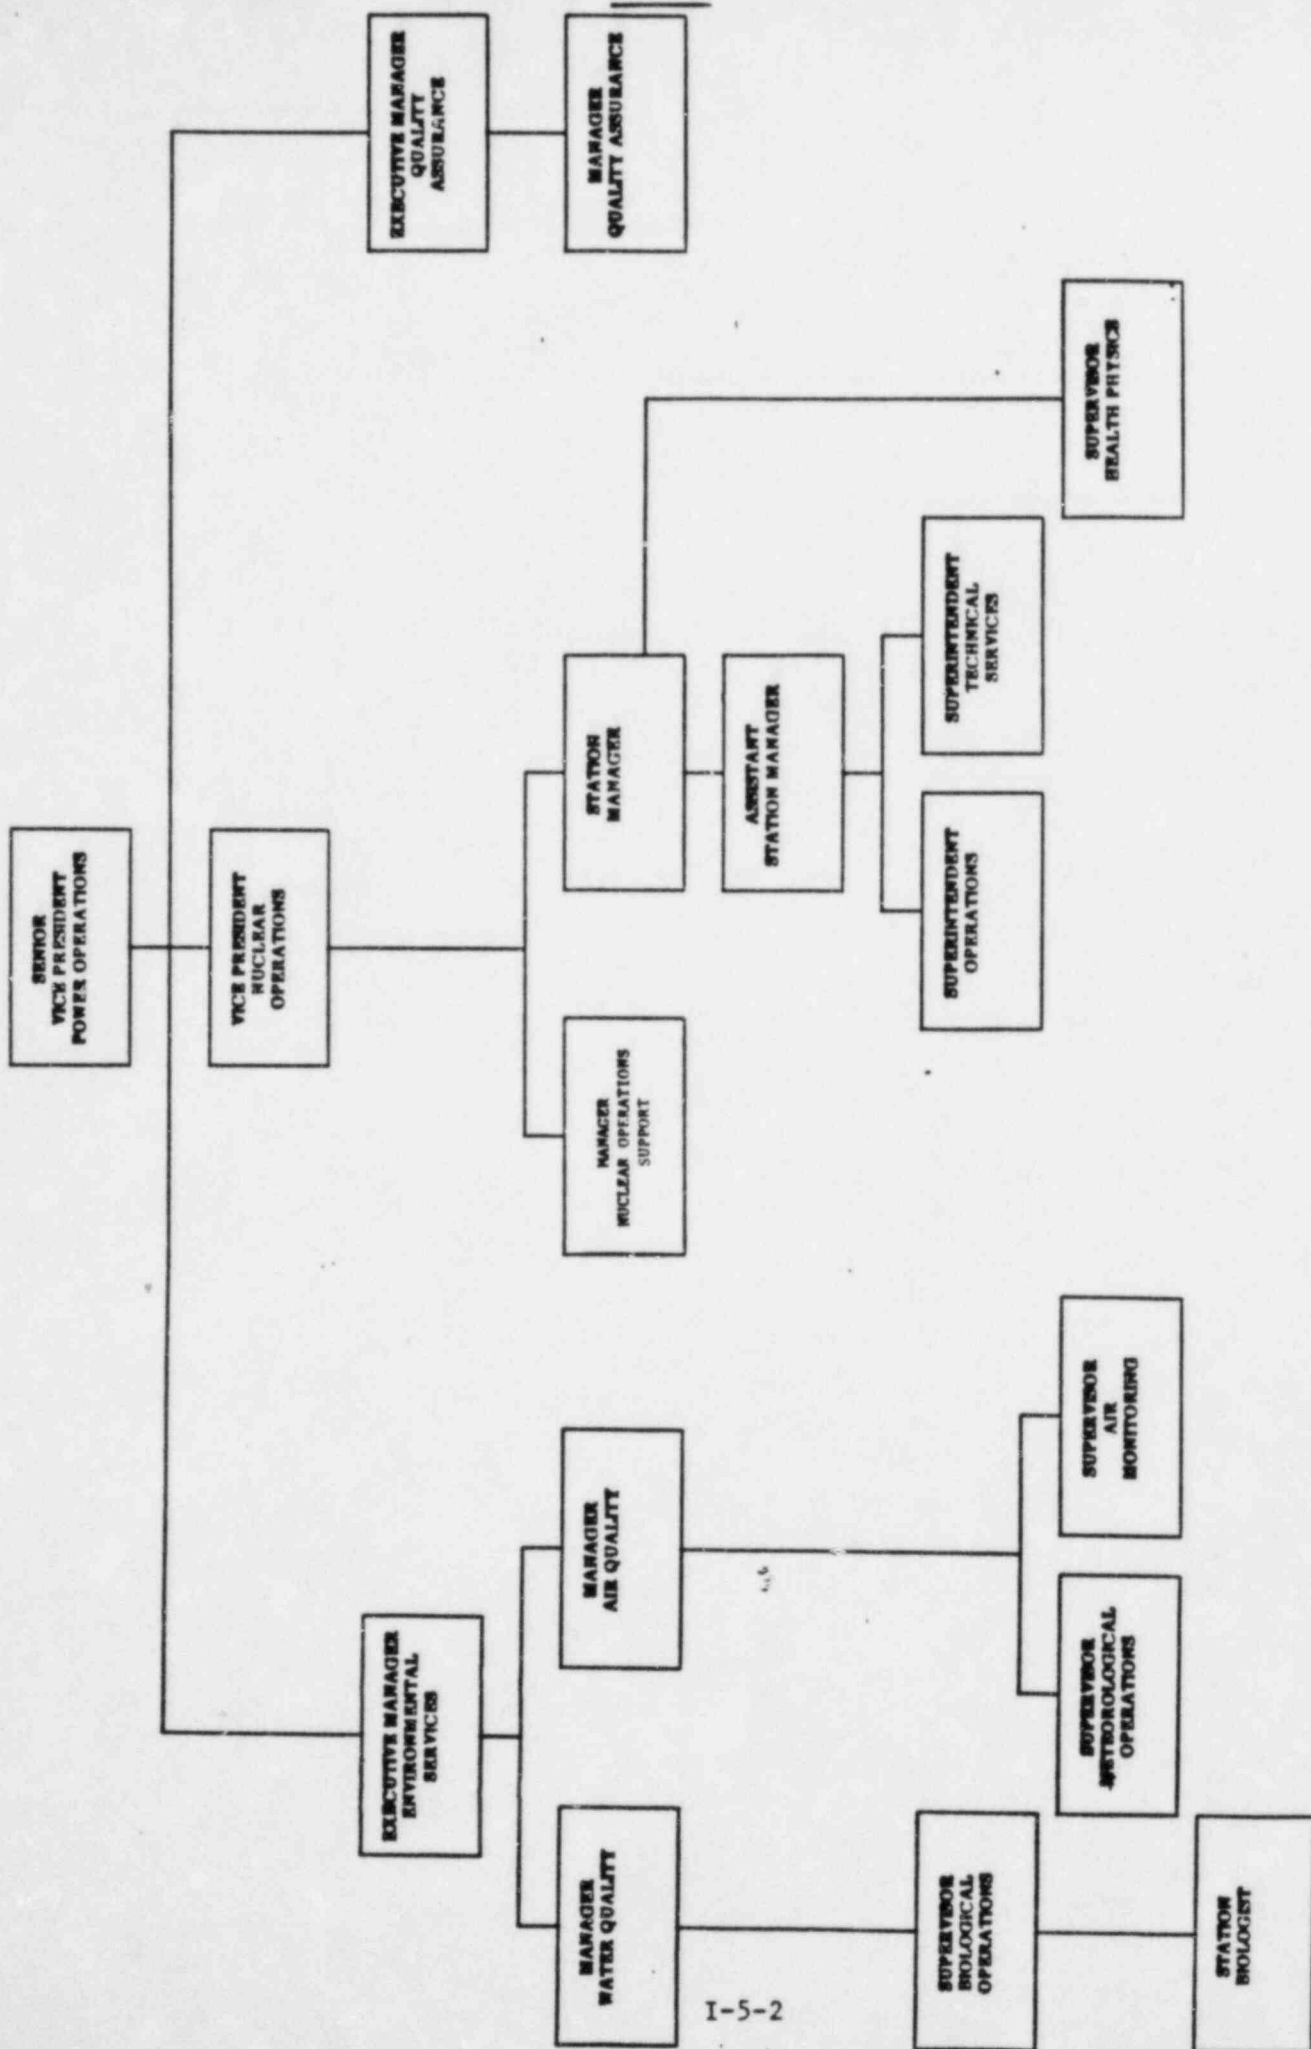 SENIOR
VICE PRESIDENT
POWER OPERATIONS
VICE PRESIDENT
NUCLEAR
OPERATIONS
EXECUTIVE MANAGER
ENVIRONMENTAL
SERVICES
EXECUTIVE MANAGER
QUALITY
ASSURANCE
MANAGER
WATER QUALITY
MANAGER
AIR QUALITY
MANAGER
NUCLEAR OPERATIONS
SUPPORT
STATION
MANAGER
MANAGER
QUALITY ASSURANCE
ASSISTANT
STATION MANAGER
SUPERVISOR
BIOLOGICAL
OPERATIONS
SUPERINTENDENT
OPERATIONS
SUPERINTENDENT
TECHNICAL
SERVICES
SUPERVISOR
METEOROLOGICAL
OPERATIONS
SUPERVISOR
AIR
MONITORING
SUPERVISOR
HEALTH PHYSICS
STATION
BIOLOGIST
I-5-2